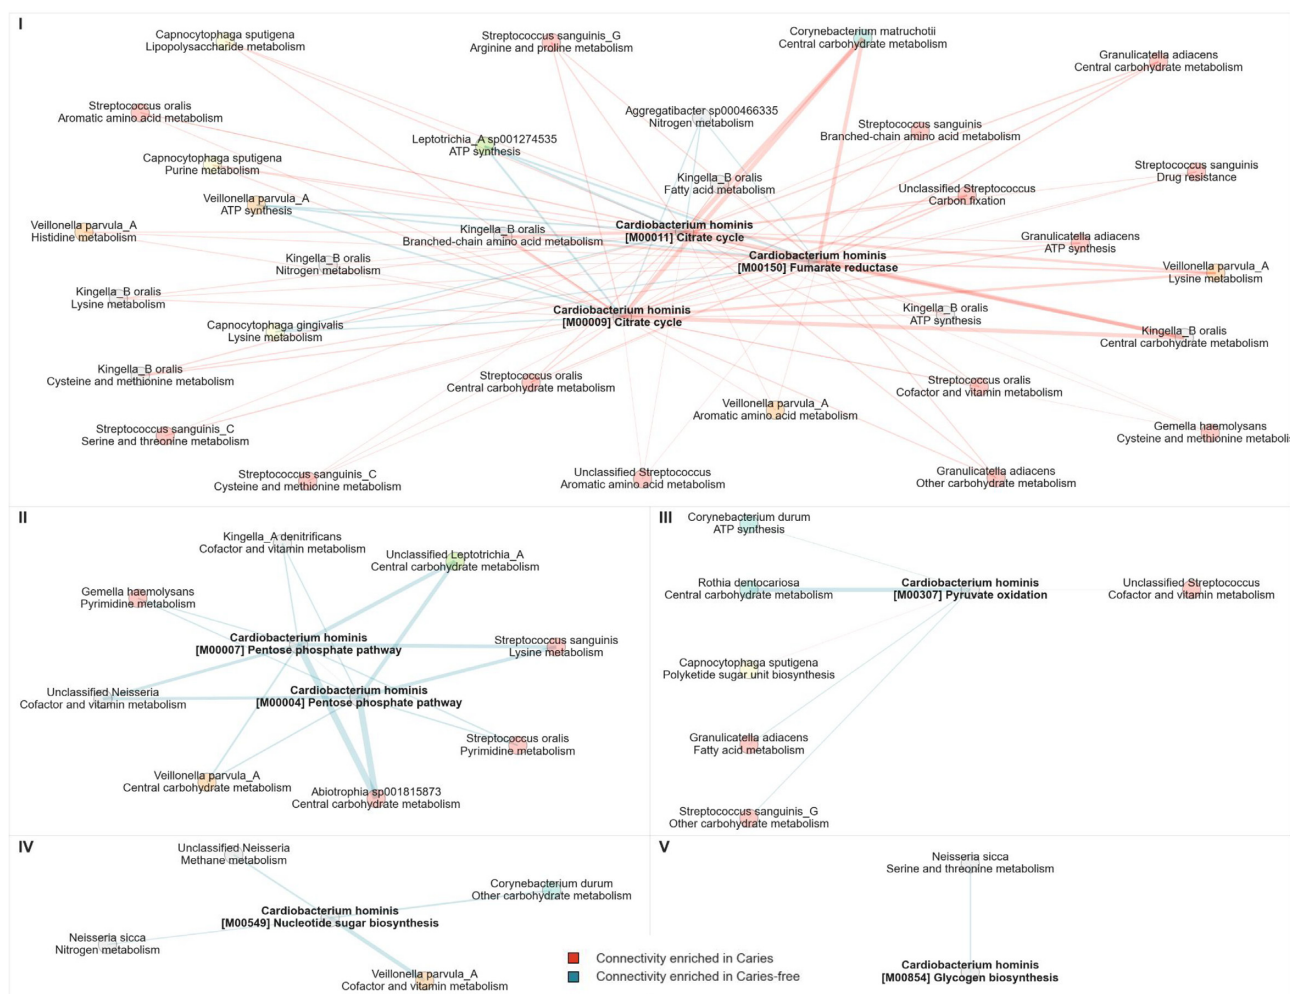 I
Capnocytophaga sputigena
Lipopolysaccharide metabolism
Streptococcus sanguinis_G
Arginine and proline metabolism
Corynebacterium matruchotii
Central carbohydrate metabolism
Granulicatella adiacens
Central carbohydrate metabolism
Streptococcus oralis
Aromatic amino acid metabolism
Aggregatibacter sp000466335
Nitrogen metabolism
Leptotrichia_A sp001274535
ATP synthesis
Streptococcus sanguinis
Branched-chain amino acid metabolism
Capnocytophaga sputigena
Purine metabolism
Streptococcus sanguinis
Drug resistance
Kingella_B oralis
Fatty acid metabolism
Unclassified Streptococcus
Carbon fixation
Veillonella parvula_A
ATP synthesis
Veillonella parvula_A
Histidine metabolism
Kingella_B oralis
Branched-chain amino acid metabolism
Cardiobacterium hominis
[M00011] Citrate cycle
Granulicatella adiacens
ATP synthesis
Kingella_B oralis
Nitrogen metabolism
Cardiobacterium hominis
[M00150] Fumarate reductase
Veillonella parvula_A
Lysine metabolism
Kingella_B oralis
Lysine metabolism
Cardiobacterium hominis
[M00009] Citrate cycle
Kingella_B oralis
ATP synthesis
Capnocytophaga gingivalis
Lysine metabolism
Kingella_B oralis
Central carbohydrate metabolism
Kingella_B oralis
Cysteine and methionine metabolism
Streptococcus oralis
Central carbohydrate metabolism
Streptococcus oralis
Cofactor and vitamin metabolism
Veillonella parvula_A
Aromatic amino acid metabolism
Streptococcus sanguinis_C
Serine and threonine metabolism
Gemella haemolysans
Cysteine and methionine metabolis
Streptococcus sanguinis_C
Cysteine and methionine metabolism
Unclassified Streptococcus
Aromatic amino acid metabolism
Granulicatella adiacens
Other carbohydrate metabolism
II
Kingella_A denitrificans
Cofactor and vitamin metabolism
Unclassified Leptotrichia_A
Central carbohydrate metabolism
Gemella haemolysans
Pyrimidine metabolism
Cardiobacterium hominis
[M00007] Pentose phosphate pathway
Streptococcus sanguinis
Lysine metabolism
Unclassified Neisseria
Cofactor and vitamin metabolism
Cardiobacterium hominis
[M00004] Pentose phosphate pathway
Streptococcus oralis
Pyrimidine metabolism
Veillonella parvula_A
Central carbohydrate metabolism
Abiotrophia sp001815873
Central carbohydrate metabolism
III
Corynebacterium durum
ATP synthesis
Rothia dentocariosa
Central carbohydrate metabolism
Cardiobacterium hominis
[M00307] Pyruvate oxidation
Unclassified Streptococcus
Cofactor and vitamin metabolism
Capnocytophaga sputigena
Polyketide sugar unit biosynthesis
Granulicatella adiacens
Fatty acid metabolism
Streptococcus sanguinis_G
Other carbohydrate metabolism
IV
Unclassified Neisseria
Methane metabolism
Corynebacterium durum
Other carbohydrate metabolism
Cardiobacterium hominis
[M00549] Nucleotide sugar biosynthesis
Neisseria sicca
Nitrogen metabolism
Veillonella parvula_A
Cofactor and vitamin metabolism
V
Neisseria sicca
Serine and threonine metabolism
Cardiobacterium hominis
[M00854] Glycogen biosynthesis
Connectivity enriched in Caries
Connectivity enriched in Caries-free